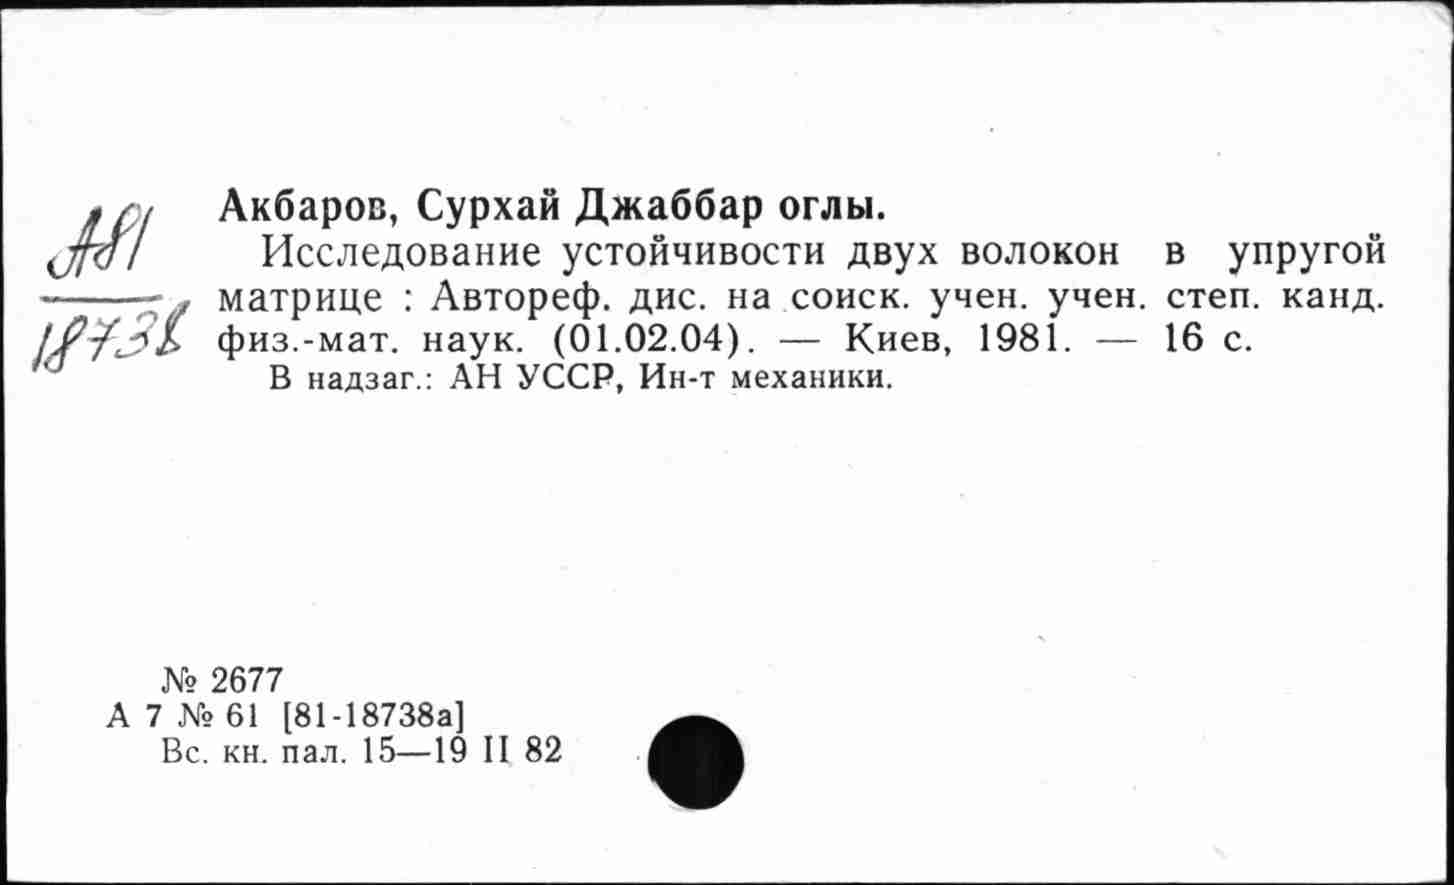 А81
18738
Акбаров, Сурхай Джаббар оглы.
Исследование устойчивости двух волокон в упругой
матрице : Автореф. дис. на соиск. учен. учен. степ. канд.
физ.-мат. наук. (01.02.04). — Киев, 1981. — 16 с.
В надзаг.: АН УССР, Ин-т механики.
№ 2677
А 7 № 61 [81-18738а]
Вс. кн. пал. 15—19 II 82